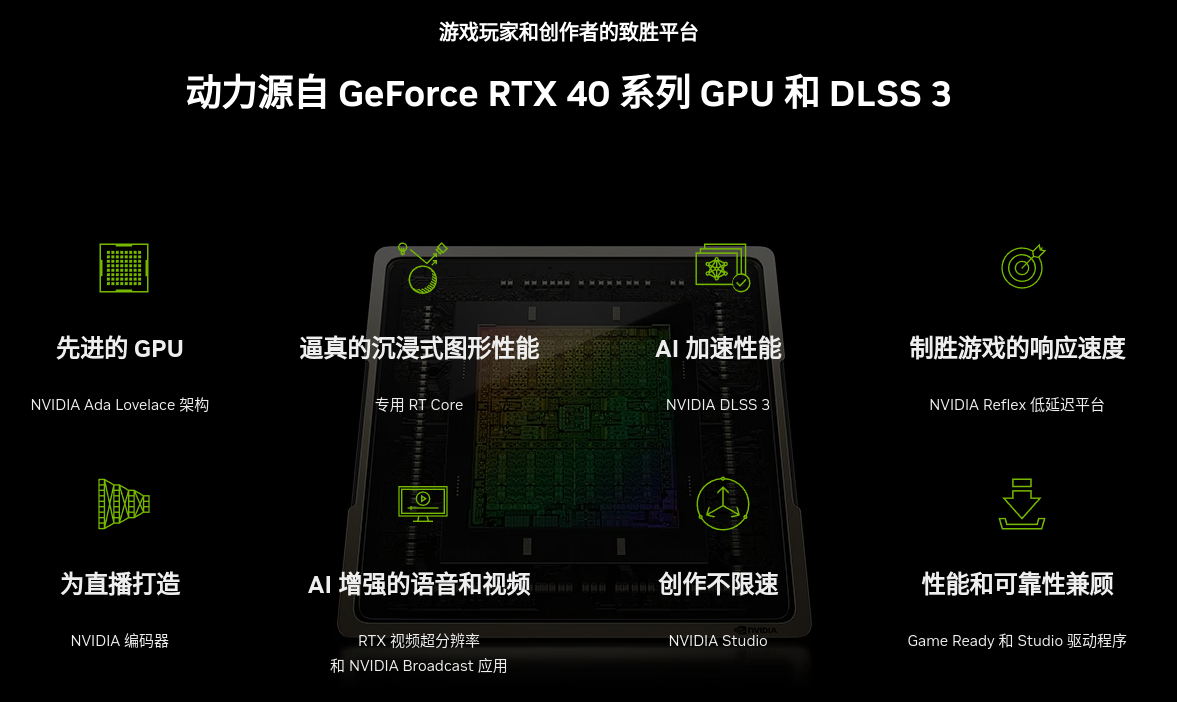 游戏玩家和创作者的致胜平台
动力源自 GeForce RTX 40 系列 GPU 和 DLSS 3
先进的 GPU
NVIDIA Ada Lovelace 架构
逼真的沉浸式图形性能
专用 RT Core
AI 加速性能
NVIDIA DLSS 3
制胜游戏的响应速度
NVIDIA Reflex 低延迟平台
为直播打造
NVIDIA 编码器
AI 增强的语音和视频
RTX 视频超分辨率
和 NVIDIA Broadcast 应用
创作不限速
NVIDIA Studio
性能和可靠性兼顾
Game Ready 和 Studio 驱动程序
NVIDIA